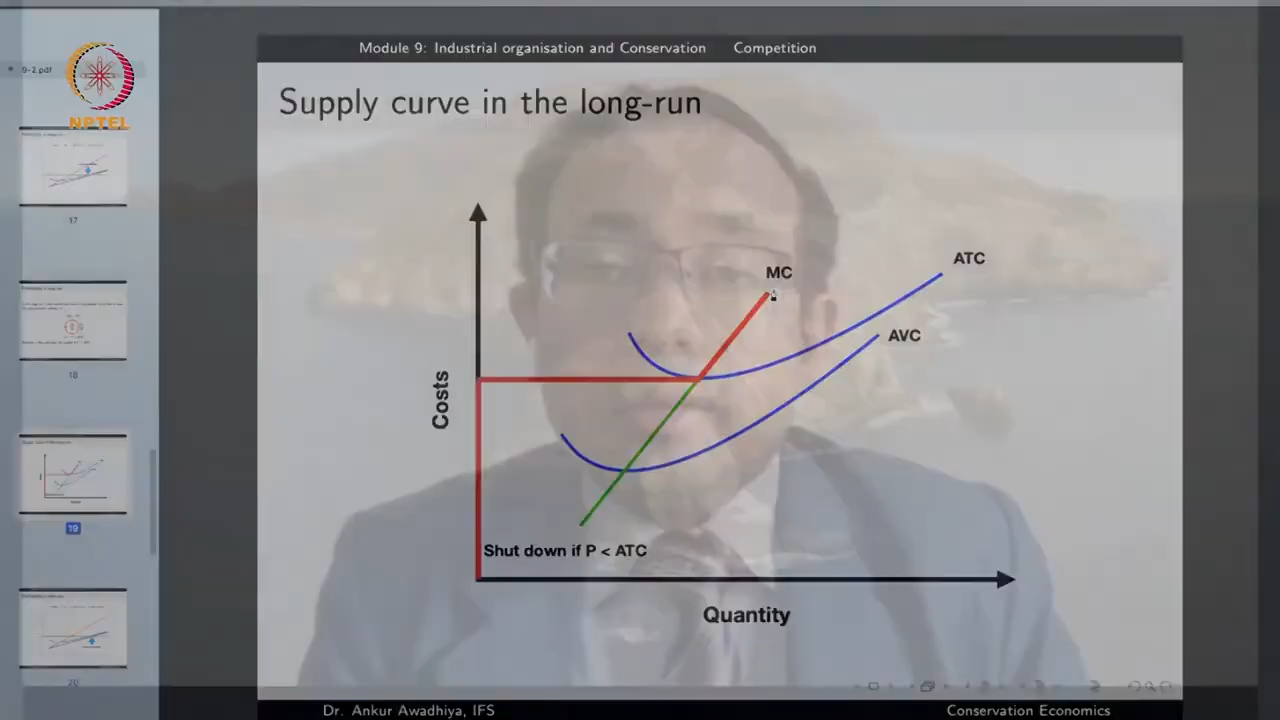 Module 9: Industrial organisation and Conservation Competition
9-2.pdf
NPTEL
Supply curve in the long-run
MC
ATC
AVC
Costs
Shut down if P < ATC
Quantity
17
18
19
20
Dr. Ankur Awadhiya, IFS
Conservation Economics